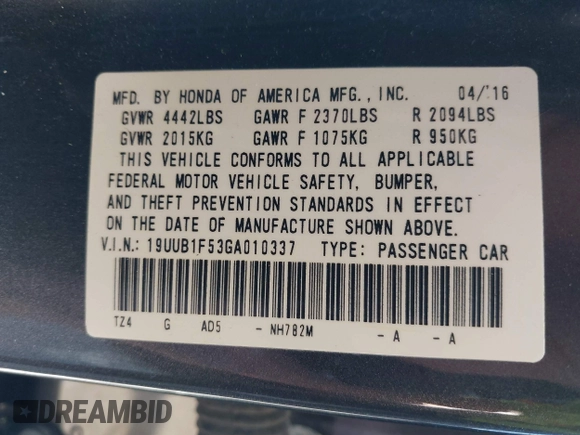 MFD. BY HONDA OF AMERICA MFG., INC. 04/16
GVWR 4442LBS GAWR F 2370LBS R 2094LBS
GVWR 2015KG GAWR F 1075KG R 950KG
THIS VEHICLE CONFORMS TO ALL APPLICABLE
FEDERAL MOTOR VEHICLE SAFETY, BUMPER,
AND THEFT PREVENTION STANDARDS IN EFFECT
ON THE DATE OF MANUFACTURE SHOWN ABOVE.
V.I.N.: 19UUB1F53GA010337 TYPE: PASSENGER CAR
TZ4 G AD5 - NH782M - A - A
DREAMBID